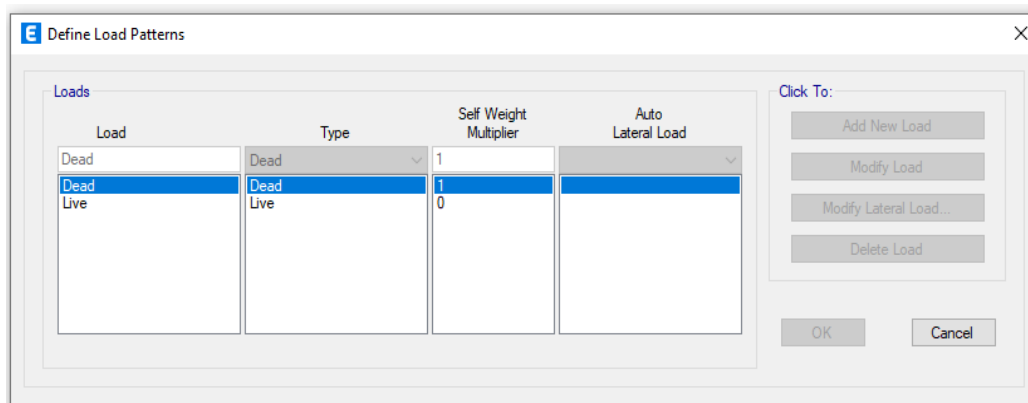 E Define Load Patterns
Loads
Click To:
Load
Type
Self Weight
Multiplier
Auto
Lateral Load
Dead
Dead
1
Dead
Dead
1
Live
Live
0
Add New Load
Modify Load
Modify Lateral Load...
Delete Load
OK
Cancel